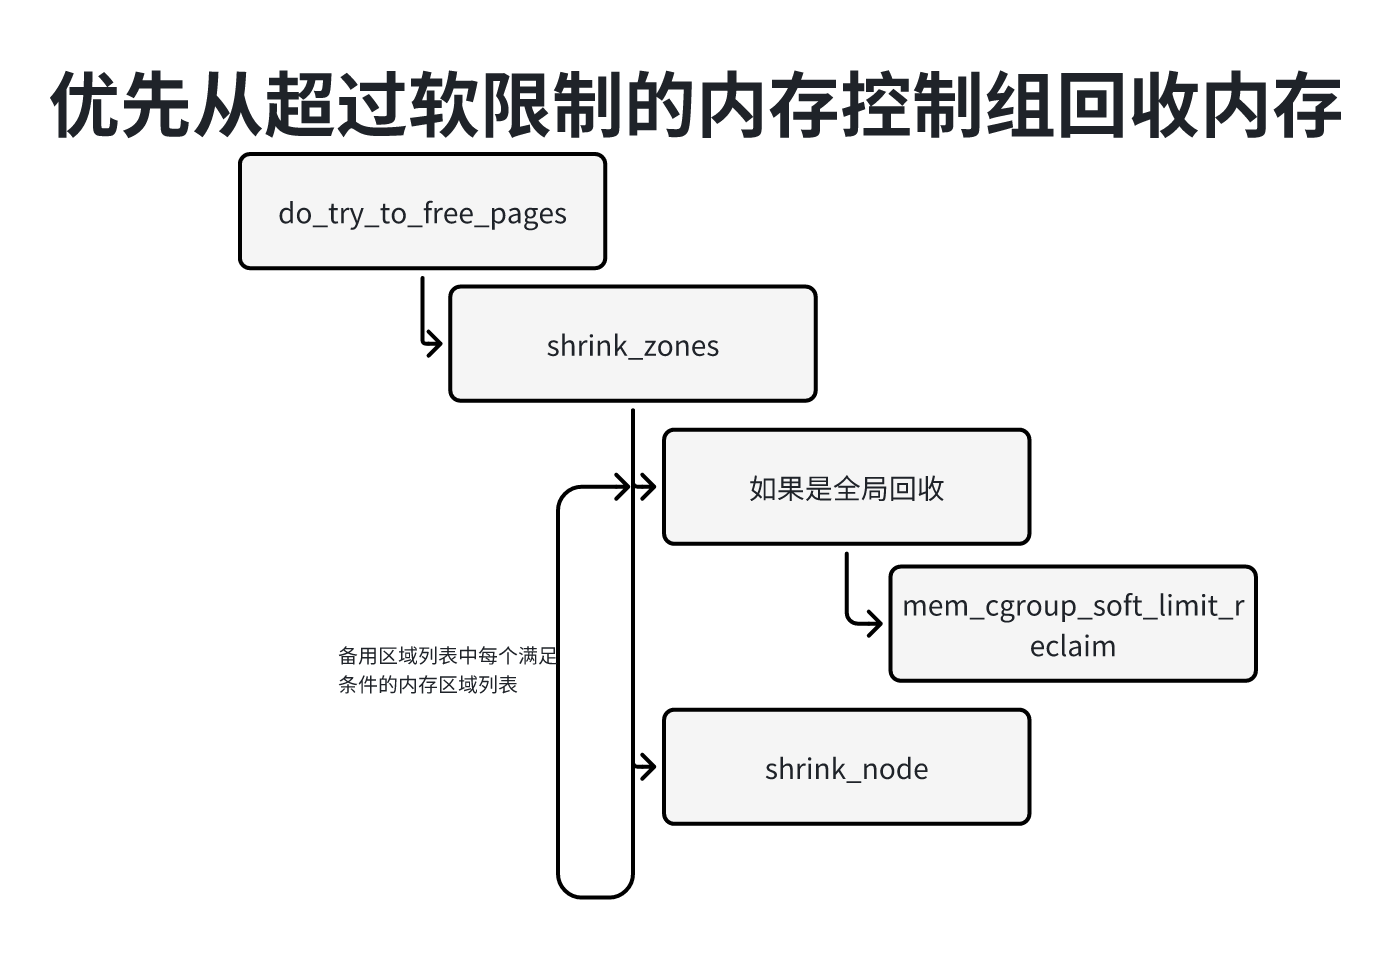 优先从超过软限制的内存控制组回收内存
do_try_to_free_pages
shrink_zones
如果是全局回收
mem_cgroup_soft_limit_r
eclaim
备用区域列表中每个满足
条件的内存区域列表
shrink_node